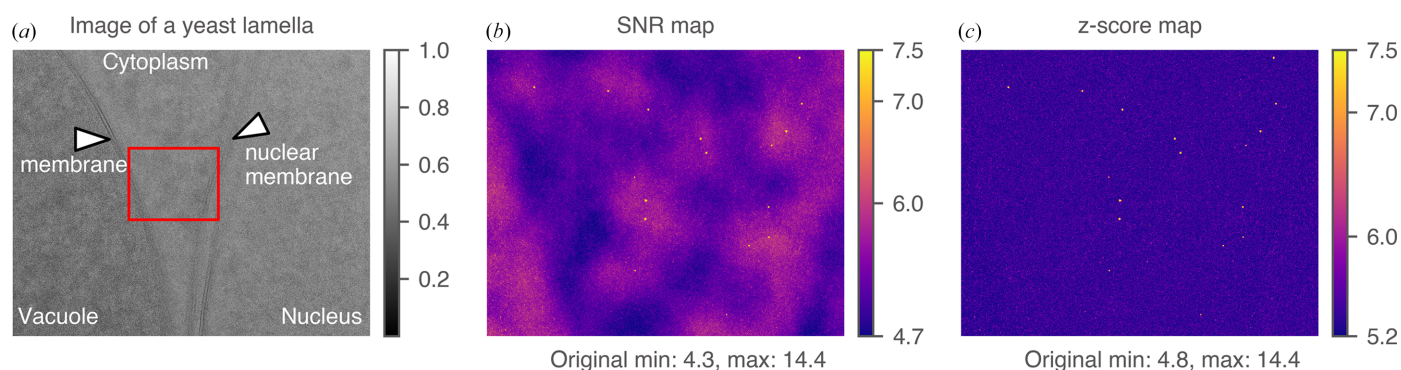 (a) Image of a yeast lamella
Cytoplasm
membrane
nuclear
membrane
Vacuole
Nucleus
1.0
0.8
0.6
0.4
0.2
(b) SNR map
7.5
7.0
6.0
4.7
Original min: 4.3, max: 14.4
(c) z-score map
7.5
7.0
6.0
5.2
Original min: 4.8, max: 14.4